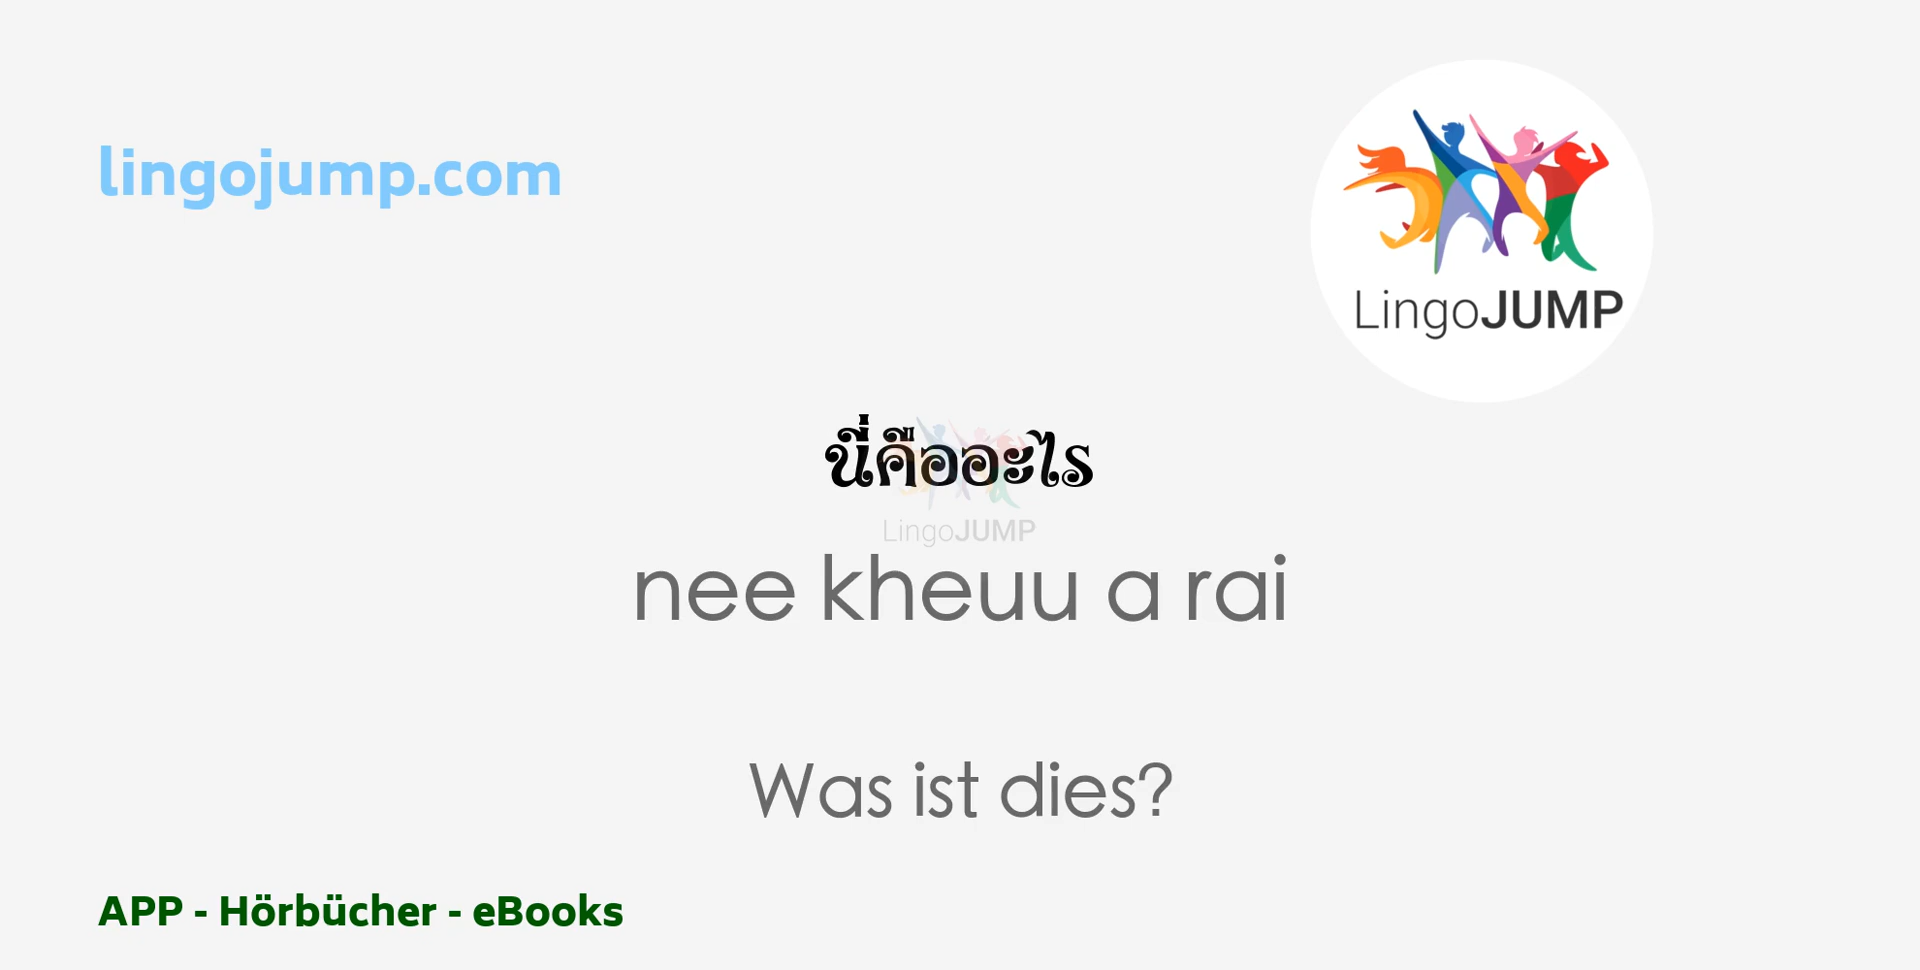 lingojump.com
LingoJUMP
นี่คืออะไร
LingoJUMP
nee kheuu a rai
Was ist dies?
APP - Hörbücher - eBooks